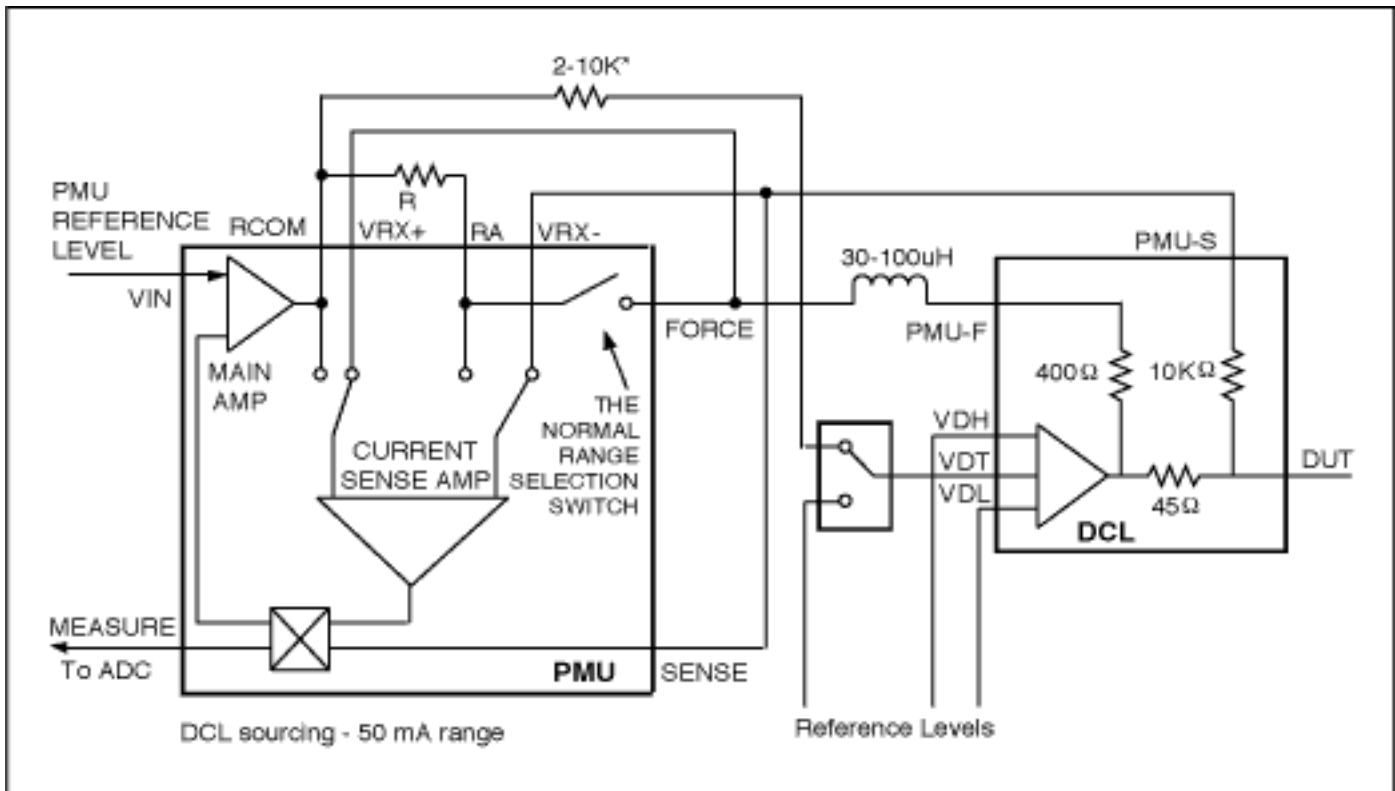 2-10K*
PMU
REFERENCE
LEVEL
RCOM
R
VRX+
RA
VRX-
PMU-S
30-100uH
VIN
FORCE
PMU-F
MAIN
AMP
400Ω
10KΩ
THE
NORMAL
RANGE
SELECTION
SWITCH
CURRENT
SENSE AMP
VDH
VDT
VDL
DUT
45Ω
DCL
MEASURE
To ADC
PMU
SENSE
DCL sourcing - 50 mA range
Reference Levels